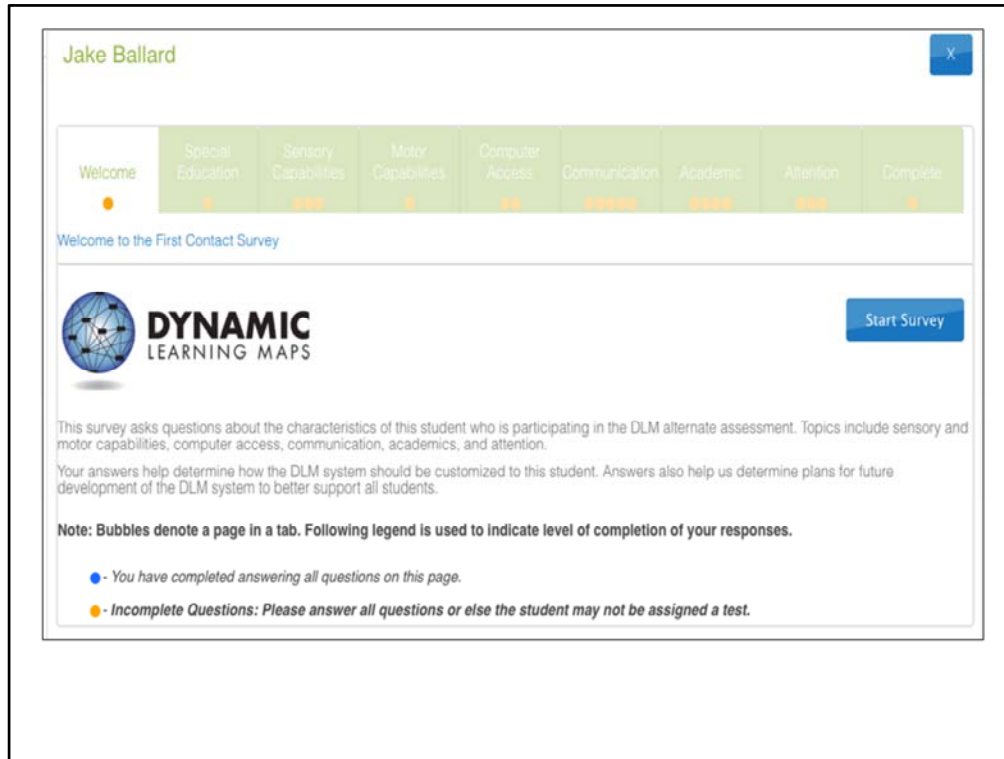 Jake Ballard
X
Welcome
Special Education
Sensory Capabilities
Motor Capabilities
Computer Access
Communication
Academic
Attention
Complete
Welcome to the First Contact Survey
DYNAMIC
LEARNING MAPS
Start Survey
This survey asks questions about the characteristics of this student who is participating in the DLM alternate assessment. Topics include sensory and
motor capabilities, computer access, communication, academics, and attention.
Your answers help determine how the DLM system should be customized to this student. Answers also help us determine plans for future
development of the DLM system to better support all students.
Note: Bubbles denote a page in a tab. Following legend is used to indicate level of completion of your responses.
- You have completed answering all questions on this page.
- Incomplete Questions: Please answer all questions or else the student may not be assigned a test.